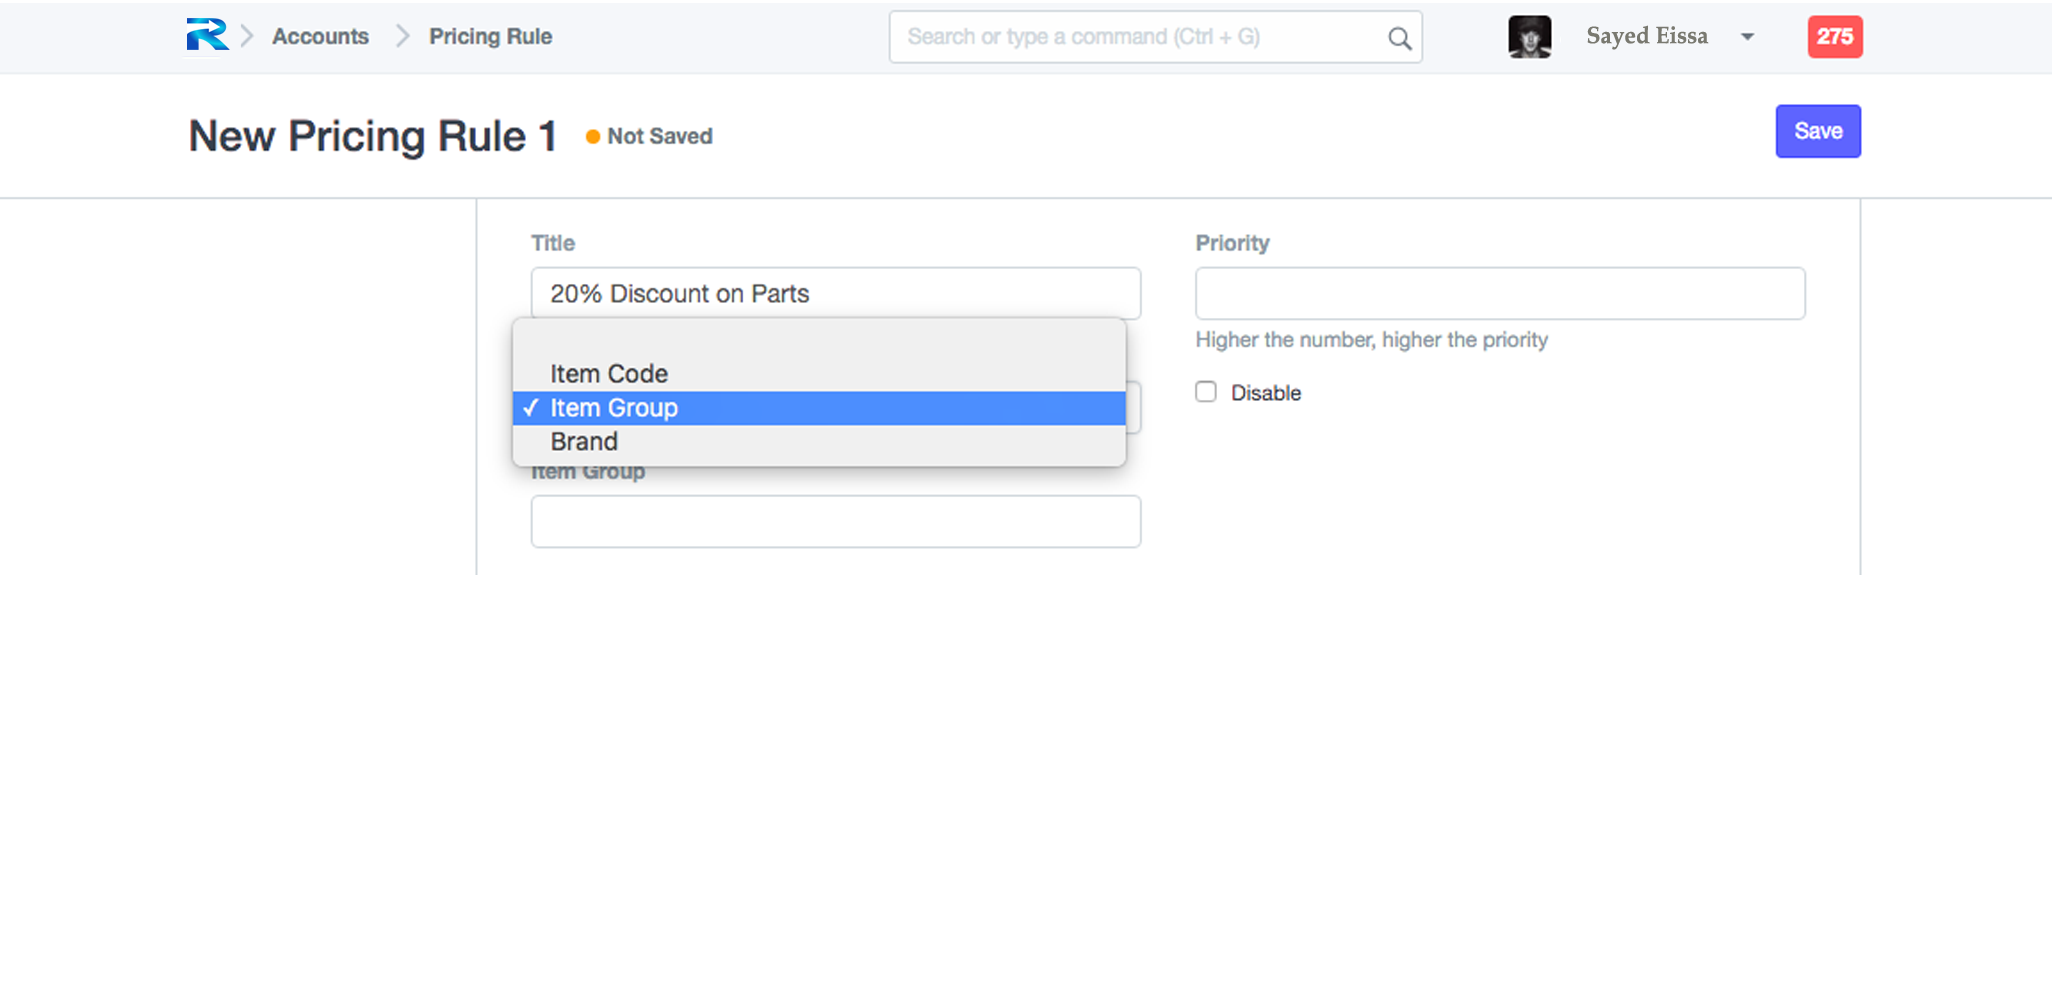 Accounts Pricing Rule Search or type a command (Ctrl + G) Sayed Eissa 275
New Pricing Rule 1 Not Saved Save
Title Priority
20% Discount on Parts
Higher the number, higher the priority
Item Code
Disable
✓ Item Group
Brand
Item Group